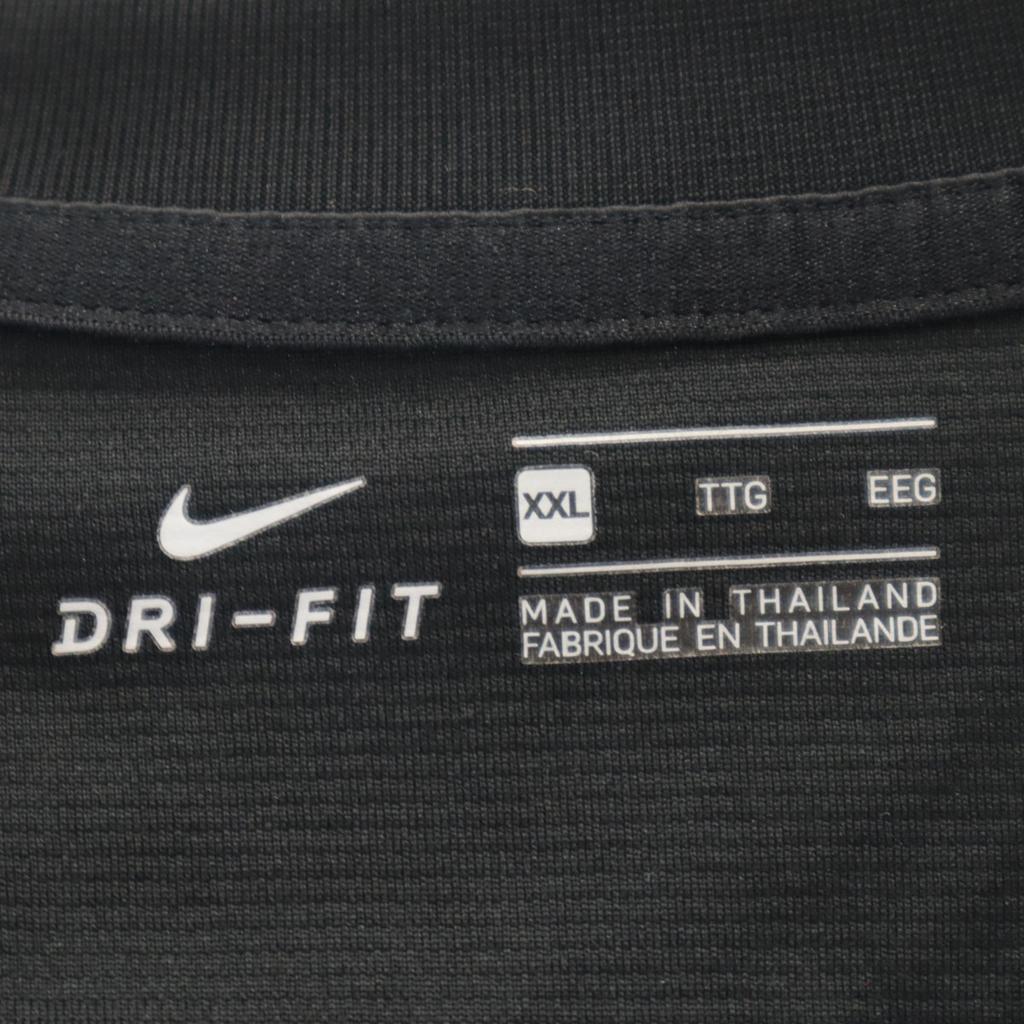 DRI-FIT
XXL TTG EEG
MADE IN THAILAND
FABRIQUE EN THAILANDE